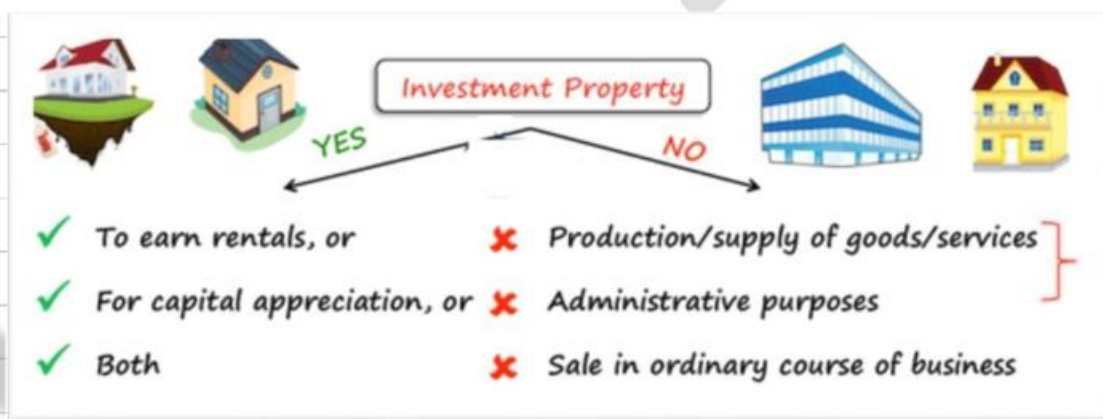 Investment Property
YES
NO
To earn rentals, or
For capital appreciation, or
Both
Production/supply of goods/services
Administrative purposes
Sale in ordinary course of business